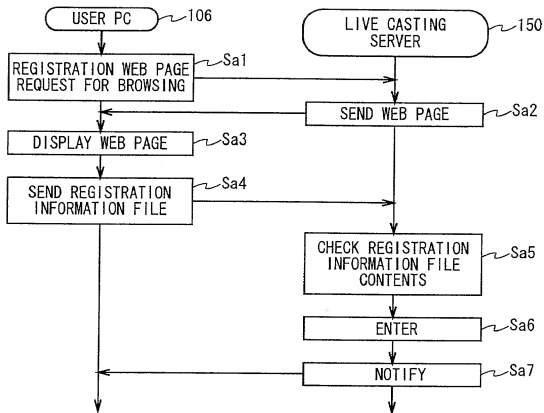 USER PC
106
LIVE CASTING
SERVER
150
REGISTRATION WEB PAGE
REQUEST FOR BROWSING
Sa1
SEND WEB PAGE
Sa2
DISPLAY WEB PAGE
Sa3
SEND REGISTRATION
INFORMATION FILE
Sa4
CHECK REGISTRATION
INFORMATION FILE
CONTENTS
Sa5
ENTER
Sa6
NOTIFY
Sa7